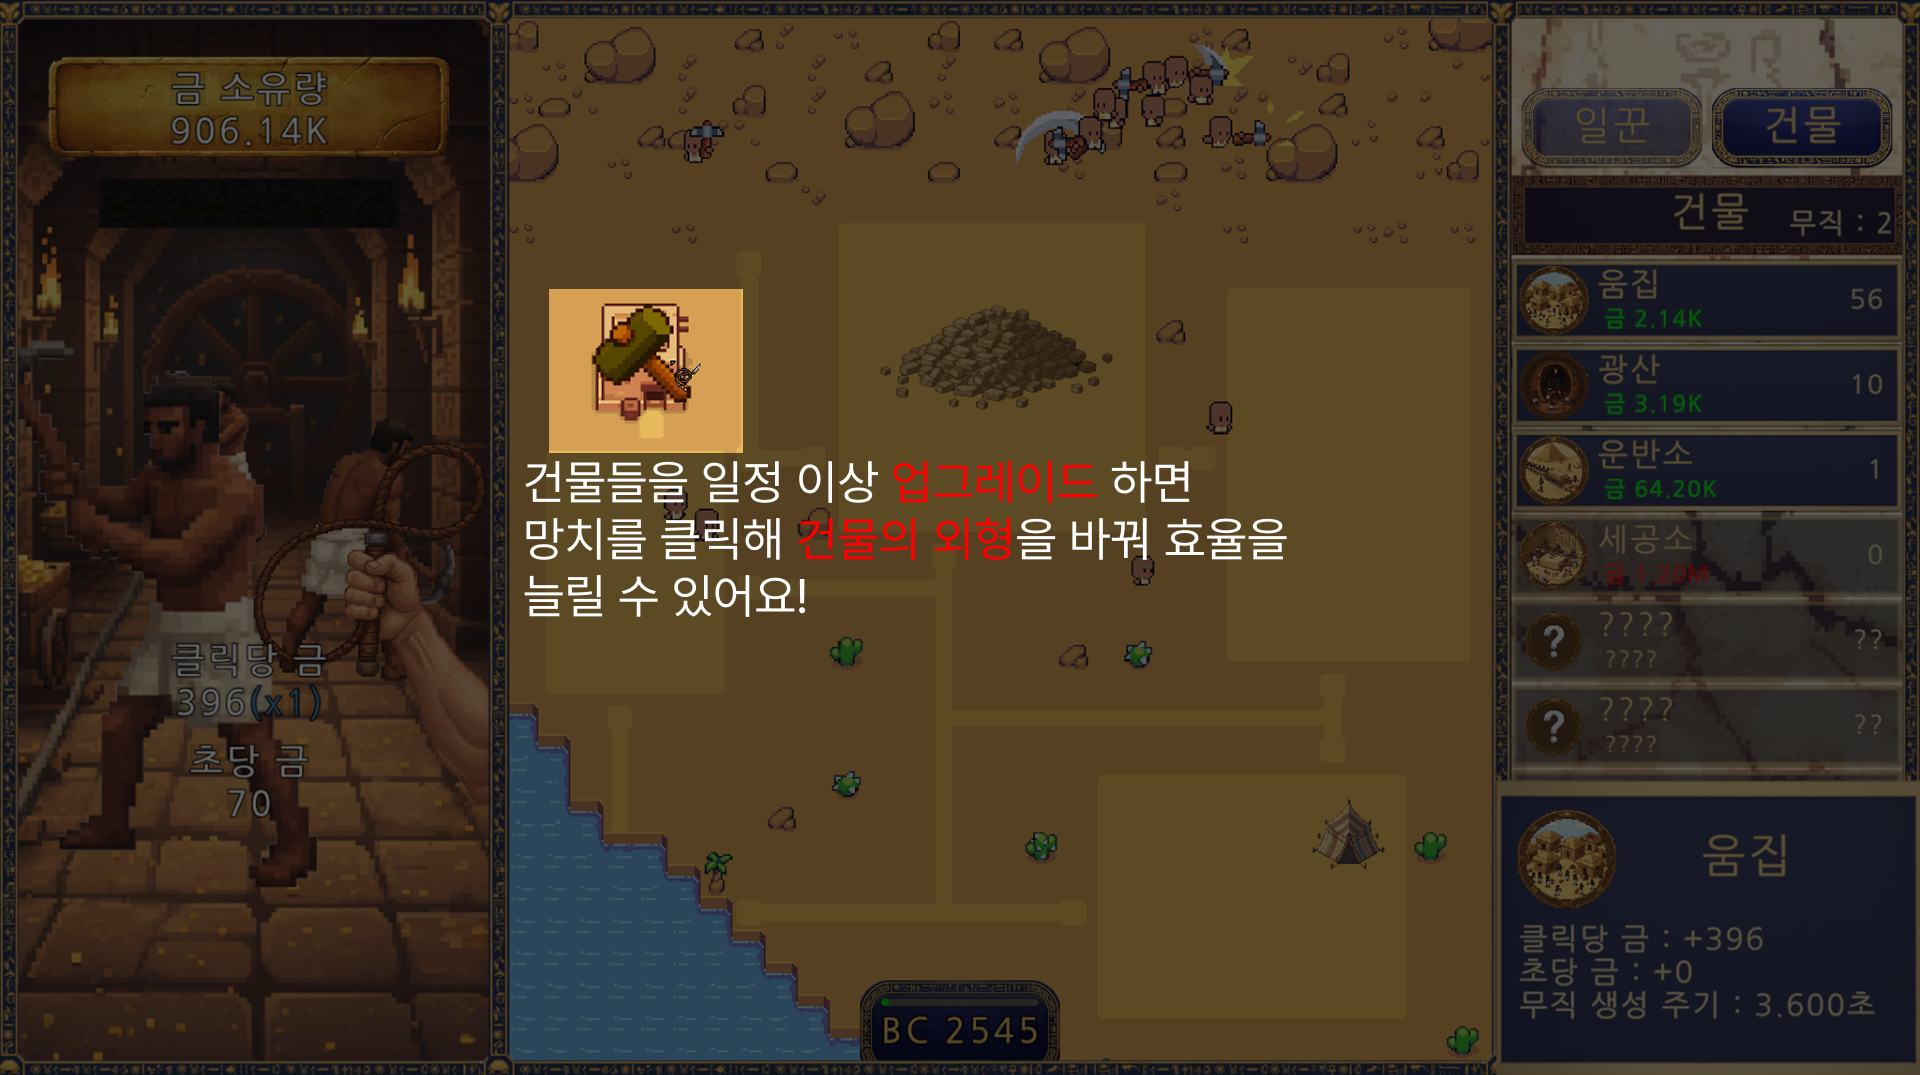 금 소유량
906.14K
클릭당 금
396(x1)
초당 금
70
건물들을 일정 이상 업그레이드 하면
망치를 클릭해 건물의 외형을 바꿔 효율을
늘릴 수 있어요!
BC 2545
일꾼
건물
건물
무직 : 2
움집
금 2.14K
56
광산
금 3.19K
10
운반소
금 64.20K
1
세공소
금 1.20M
0
?
????
????
??
?
????
????
??
움집
클릭당 금 : +396
초당 금 : +0
무직 생성 주기 : 3.600초